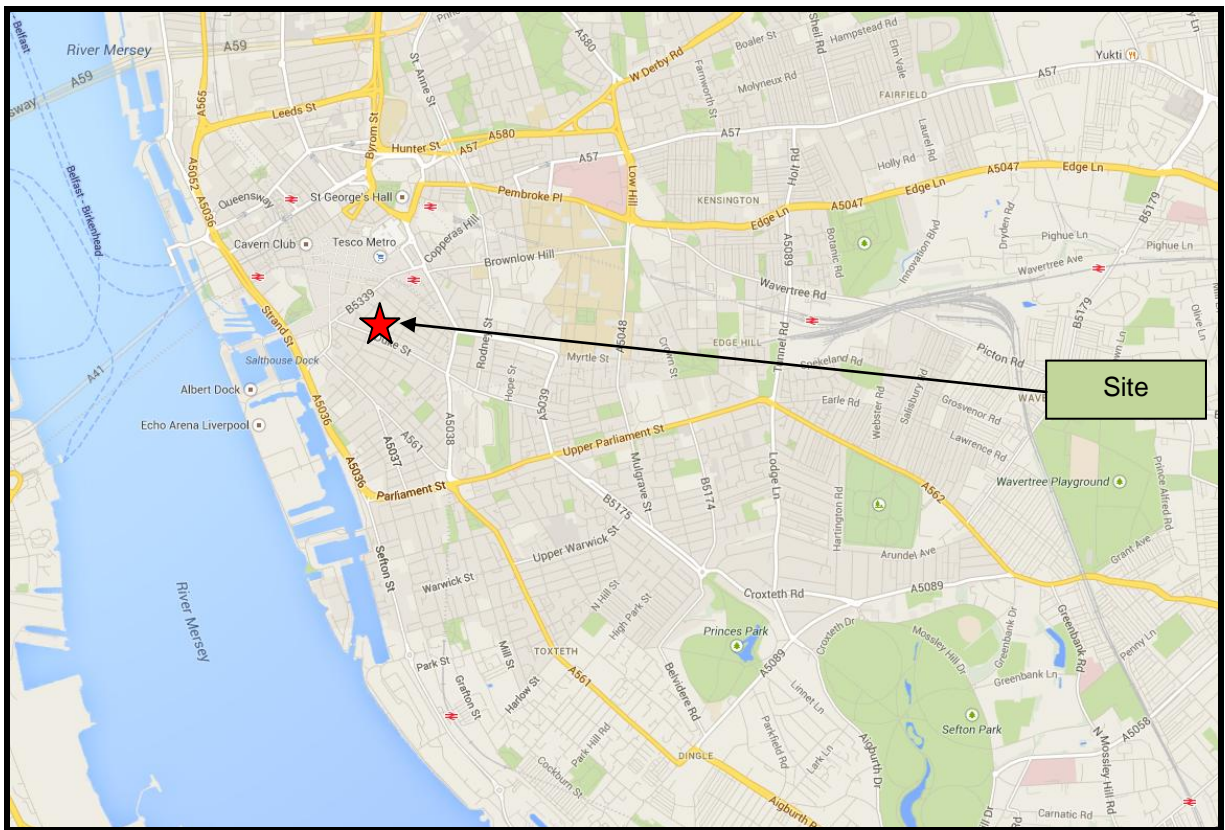 Belfast
River Mersey
A59
A59
sway
A565
Leeds St
St Anne St
A580
Byrom St
Hunter St
A57
A580
W Derby Rd
Farnworth St
Boaler St
Molyneux Rd
Sheil Rd
Hampstead Rd
Elm Vale
Yukti
A57
FAIRFIELD
Laurel Rd
Holly Rd
A57
A57
Low Hill
Holt Rd
A5047
Edge Ln
A5052
A5036
Queensway
St George's Hall
Pembroke Pl
KENSINGTON
Edge Ln
A5047
Edge Ln
B5179
Belfast - Birkenhead
Cavern Club
Tesco Metro
Copperas Hill
Brownlow Hill
A5089
Botanic Rd
Innovation Blvd
Dryden Rd
Pighue Ln
Pighue Ln
Wavertree Ave
Wavertree Rd
B5339
Strand St
Duke St
Rodney St
A5048
Myrtle St
Crown St
EDGE HILL
Tunnel Rd
Spekeland Rd
Picton Rd
B5179
Olive Ln
Salthouse Dock
A41
Albert Dock
Echo Arena Liverpool
A5036
Hope St
A5039
A5038
A561
A5037
Earle Rd
Webster Rd
Salisbury Rd
Grosvenor Rd
Lawrence Rd
Site
A5036
Parliament St
Upper Parliament St
Mulgrave St
B5174
Lodge Ln
Hartington Rd
A562
Wavertree Playground
Prince Alfred Rd
Grant Ave
B5175
Upper Warwick St
Sefton St
Warwick St
Arundel Ave
A5089
River Mersey
N Hill St
High Park St
Croxteth Rd
Croxteth Dr
Mossley Hill Dr
Greenbank Dr
Greenbank Rd
Greenbank Ln
Penny Ln
Princes Park
A5089
TOXTETH
Mill St
Park St
Grafton St
Harlow St
A561
Belvidere Rd
Linnet Ln
Parkfield Rd
Lark Ln
Aigburth Dr
Sefton Park
A5058
N Mossley Hill Rd
Park Hill Rd
Cockburn St
DINGLE
Aigburth
Carnatic Rd